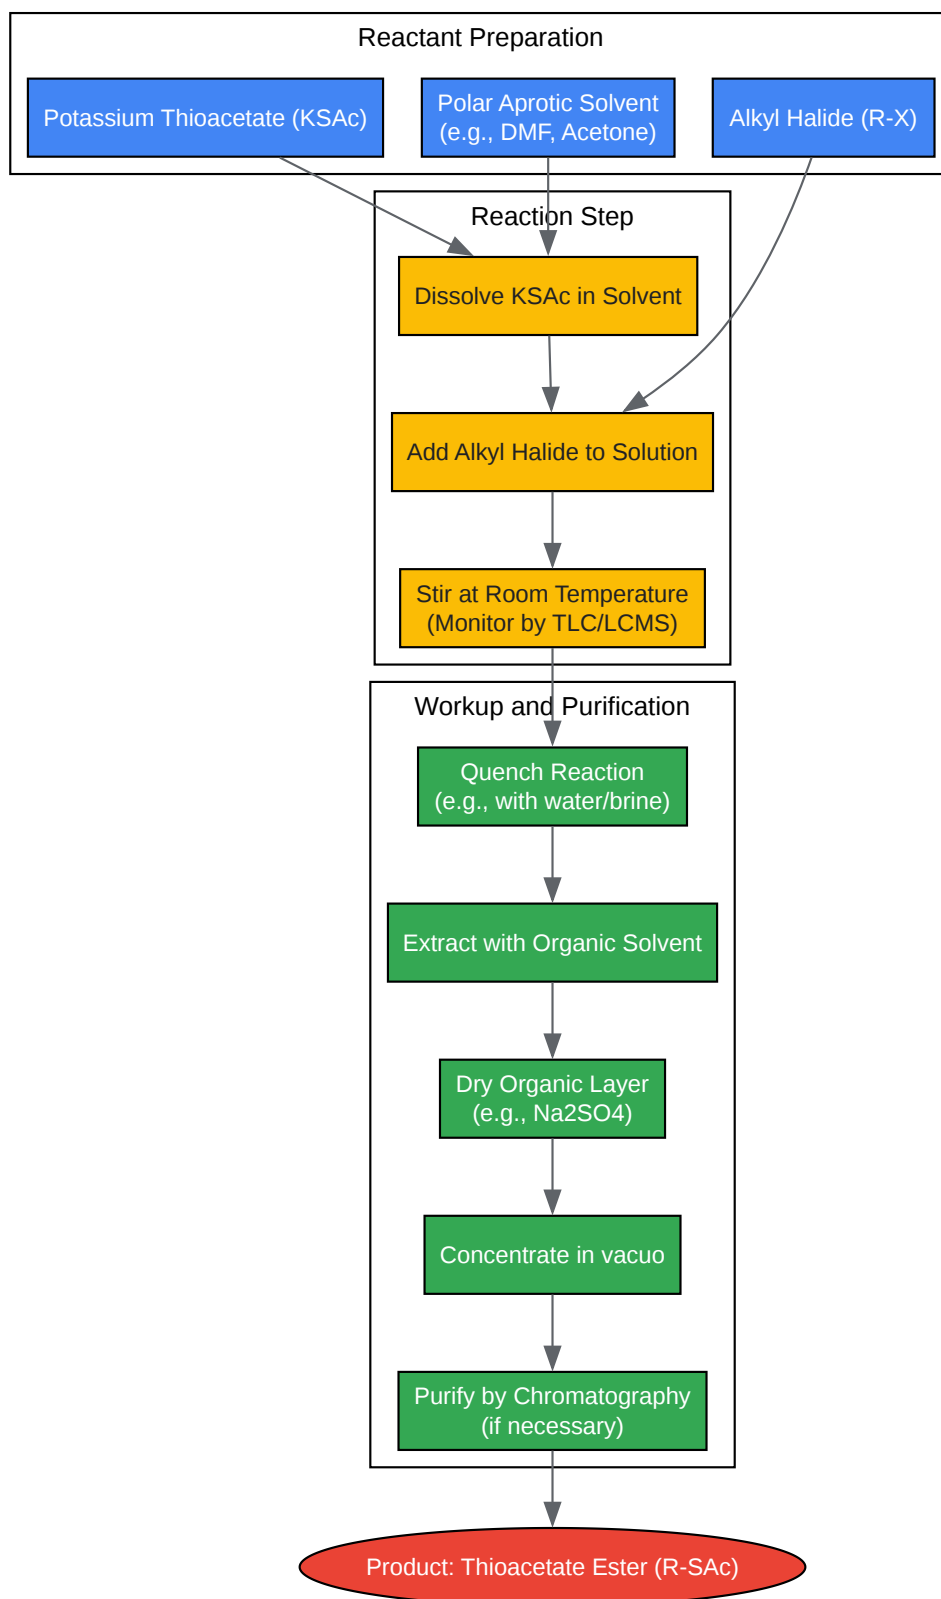 Reactant Preparation
Potassium Thioacetate (KSAc)
Polar Aprotic Solvent
(e.g., DMF, Acetone)
Alkyl Halide (R-X)
Reaction Step
Dissolve KSAc in Solvent
Add Alkyl Halide to Solution
Stir at Room Temperature
(Monitor by TLC/LCMS)
Workup and Purification
Quench Reaction
(e.g., with water/brine)
Extract with Organic Solvent
Dry Organic Layer
(e.g., Na2SO4)
Concentrate in vacuo
Purify by Chromatography
(if necessary)
Product: Thioacetate Ester (R-SAc)